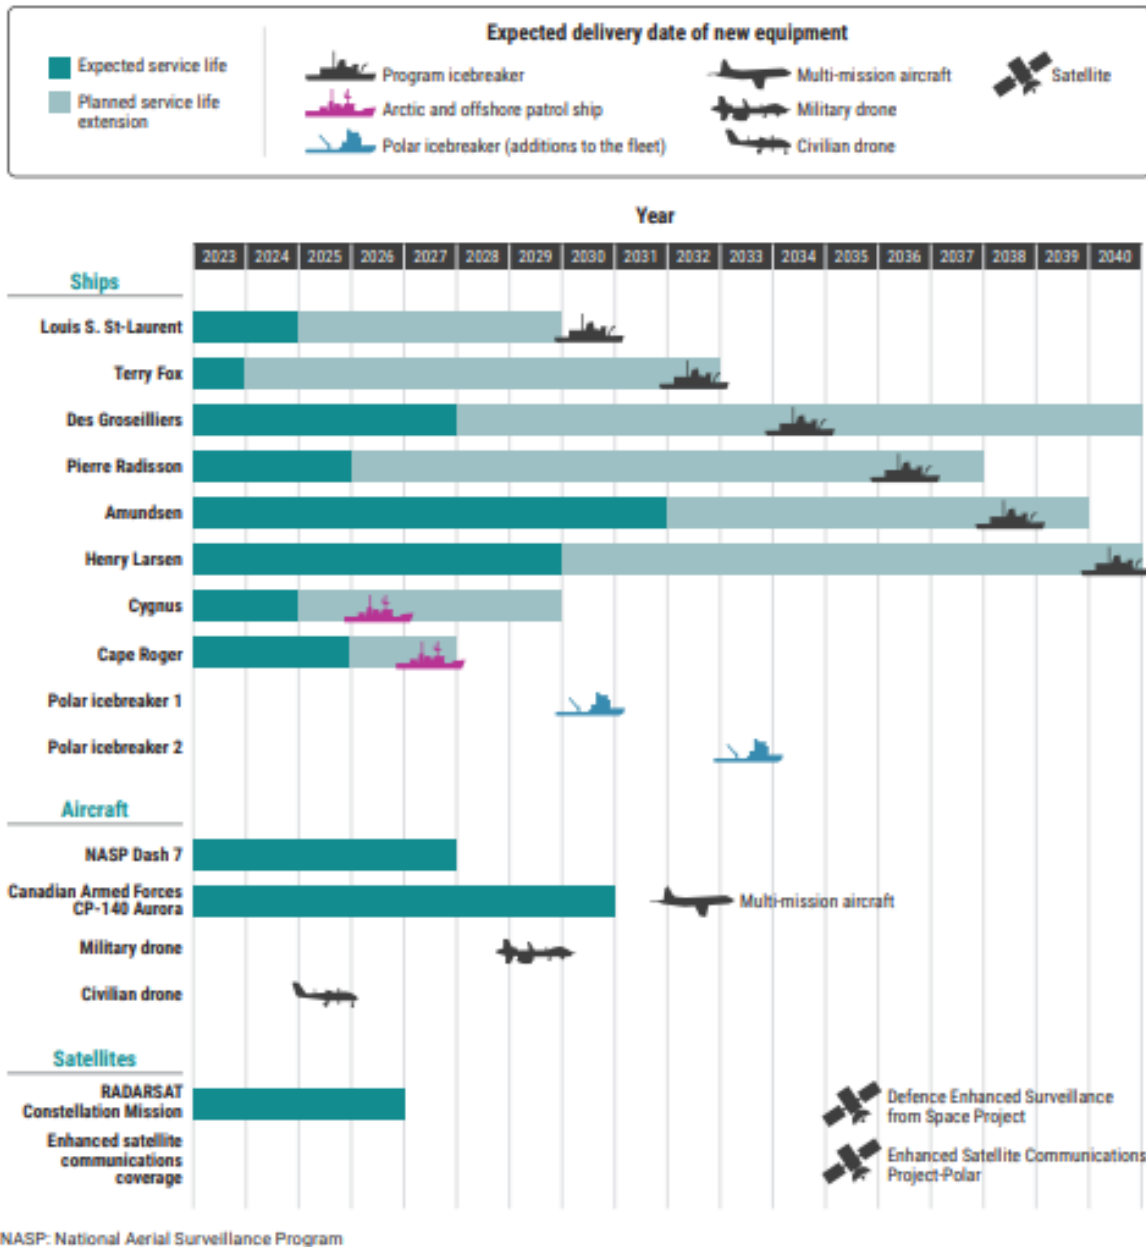 Expected delivery date of new equipment
Expected service life
Planned service life
extension
Program icebreaker
Arctic and offshore patrol ship
Polar icebreaker (additions to the fleet)
Multi-mission aircraft
Military drone
Civilian drone
Satellite
Year
2023 2024 2025 2026 2027 2028 2029 2030 2031 2032 2033 2034 2035 2036 2037 2038 2039 2040
Ships
Louis S. St-Laurent
Terry Fox
Des Groseilliers
Pierre Radisson
Amundsen
Henry Larsen
Cygnus
Cape Roger
Polar icebreaker 1
Polar icebreaker 2
Aircraft
NASP Dash 7
Canadian Armed Forces
CP-140 Aurora
Multi-mission aircraft
Military drone
Civilian drone
Satellites
RADARSAT
Constellation Mission
Defence Enhanced Surveillance
from Space Project
Enhanced satellite
communications
coverage
Enhanced Satellite Communications
Project-Polar
NASP: National Aerial Surveillance Program